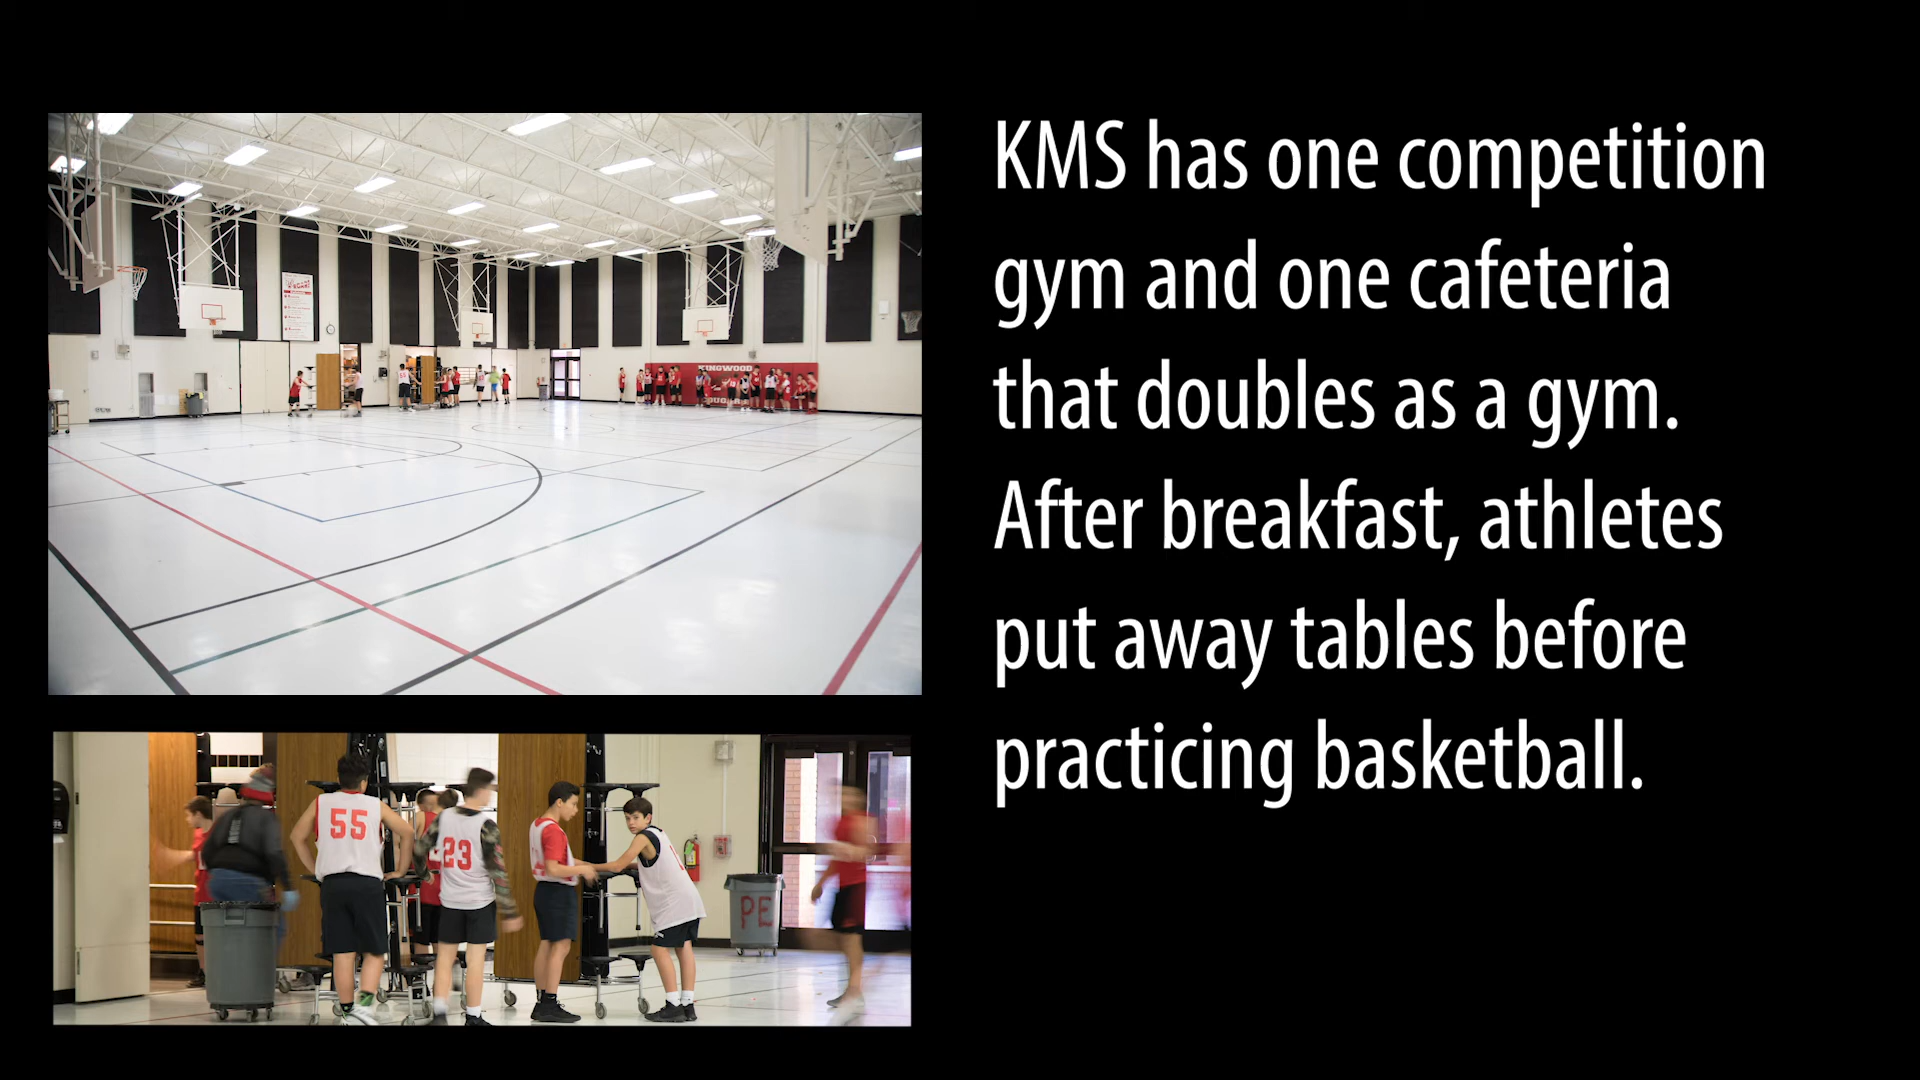 KMS has one competition
gym and one cafeteria
that doubles as a gym.
After breakfast, athletes
put away tables before
practicing basketball.
KINGWOOD
COUGARS
55
23
PE